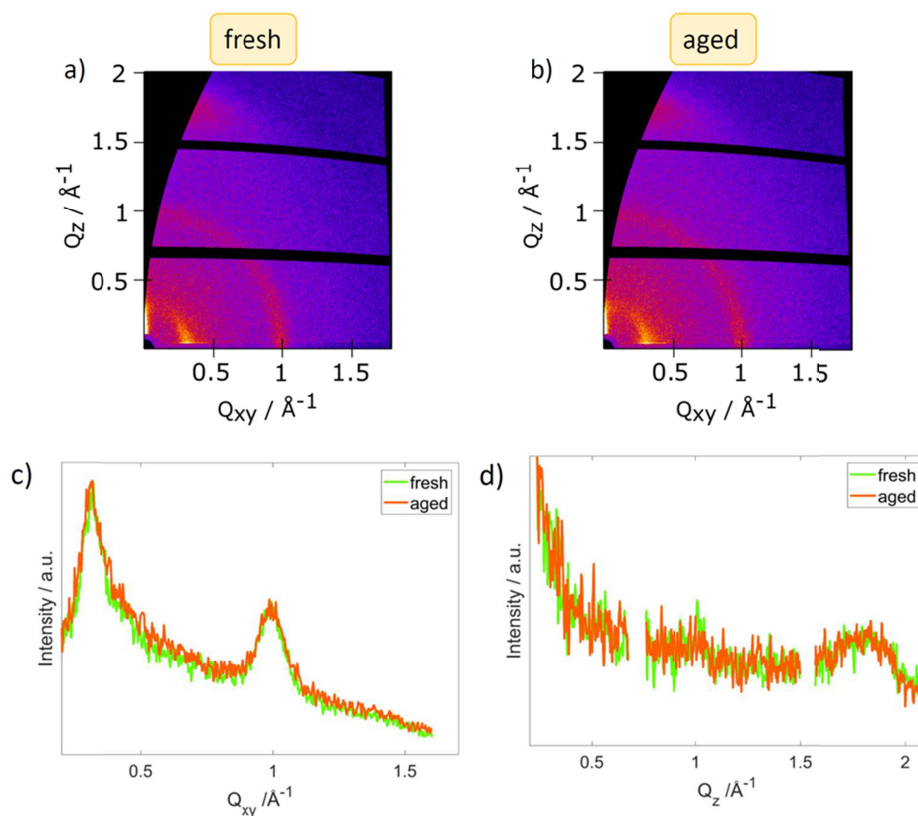 fresh
aged
a)
b)
2
1.5
1
0.5
Qz / Å-1
0.5
1
1.5
Qxy / Å-1
2
1.5
1
0.5
Qz / Å-1
0.5
1
1.5
Qxy / Å-1
c)
fresh
aged
Intensity / a.u.
0.5
1
1.5
Qxy /Å-1
d)
fresh
aged
Intensity / a.u.
0.5
1
1.5
2
Qz /Å-1